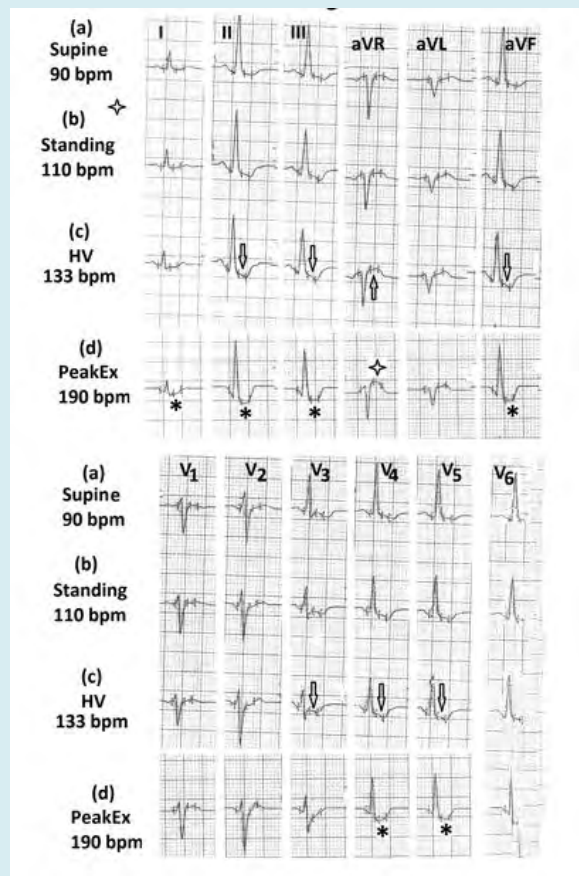 I II III aVR aVL aVF
(a)
Supine
90 bpm
(b)
Standing
110 bpm
(c)
HV
133 bpm
(d)
PeakEx
190 bpm
* * * *
V1 V2 V3 V4 V5 V6
(a)
Supine
90 bpm
(b)
Standing
110 bpm
(c)
HV
133 bpm
(d)
PeakEx
190 bpm
* *